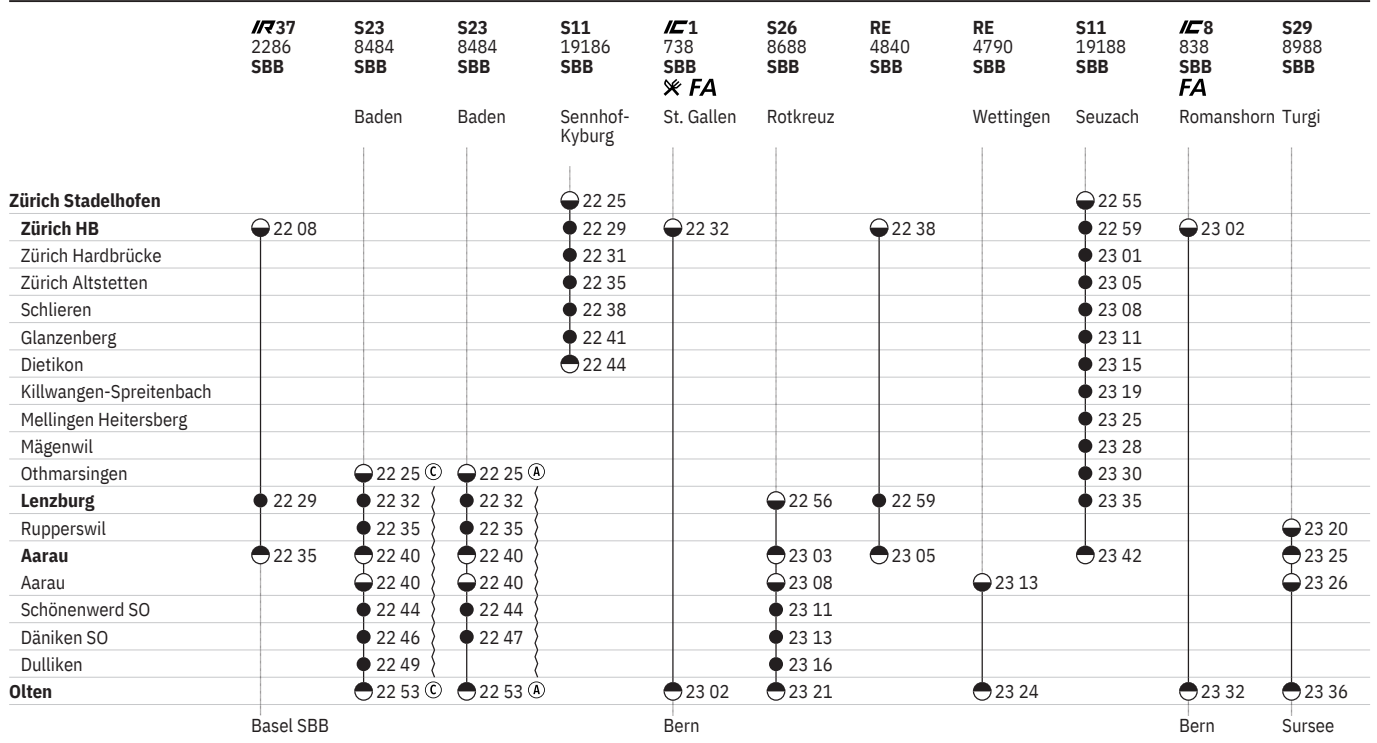 IR37 S23 S23 S11 IC1 S26 RE RE S11 IC8 S29
2286 8484 8484 19186 738 8688 4840 4790 19188 838 8988
SBB SBB SBB SBB SBB SBB SBB SBB SBB SBB SBB
FA FA
Baden Baden Sennhof- St. Gallen Rotkreuz Wettingen Seuzach Romanshorn Turgi
Kyburg
Zürich Stadelhofen 22 25 22 55
Zürich HB 22 08 22 29 22 32 22 38 22 59 23 02
Zürich Hardbrücke 22 31 23 01
Zürich Altstetten 22 35 23 05
Schlieren 22 38 23 08
Glanzenberg 22 41 23 11
Dietikon 22 44 23 15
Killwangen-Spreitenbach 23 19
Mellingen Heitersberg 23 25
Mägenwil 23 28
Othmarsingen 22 25 Ⓒ 22 25 Ⓐ 23 30
Lenzburg 22 29 22 32 22 32 22 56 22 59 23 35
Rupperswil 22 35 22 35 23 20
Aarau 22 35 22 40 22 40 23 03 23 05 23 42 23 25
Aarau 22 40 22 40 23 08 23 13 23 26
Schönenwerd SO 22 44 22 44 23 11
Däniken SO 22 46 22 47 23 13
Dulliken 22 49 23 16
Olten 22 53 Ⓒ 22 53 Ⓐ 23 02 23 21 23 24 23 32 23 36
Basel SBB Bern Bern Sursee